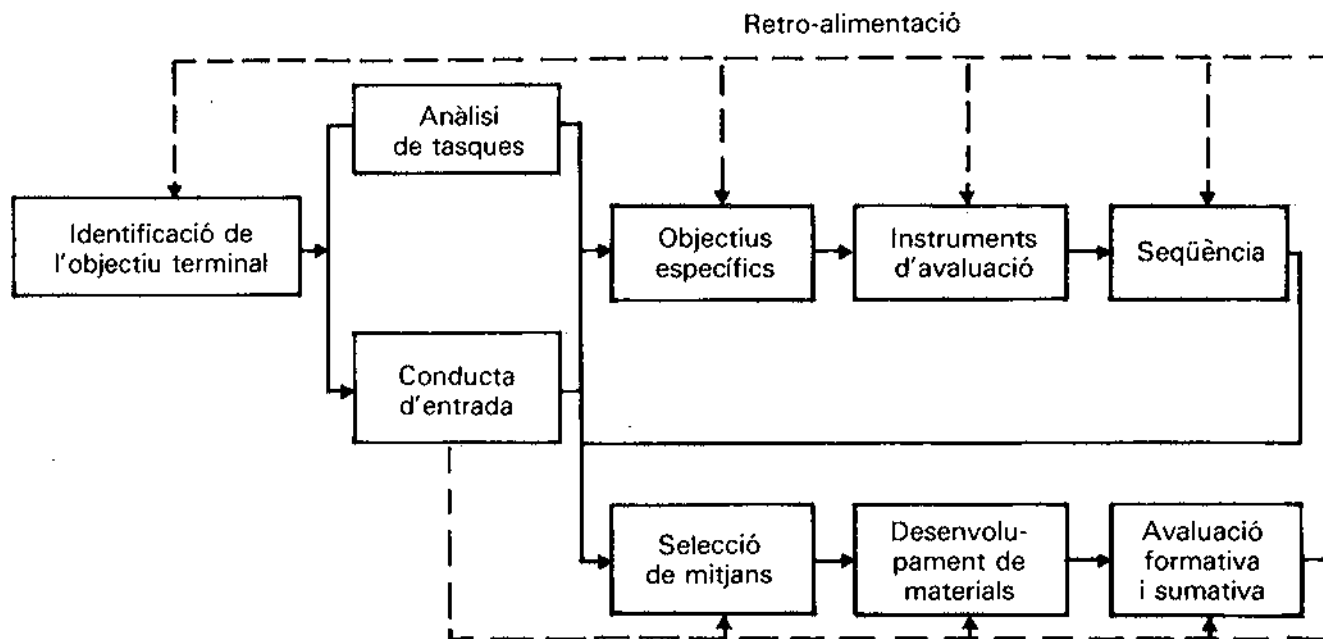 Retro-alimentació
Anàlisi
de tasques
Identificació de
l'objectiu terminal
Objectius
específics
Instruments
d'avaluació
Seqüència
Conducta
d'entrada
Selecció
de mitjans
Desenvolu-
pament de
materials
Avaluació
formativa
i sumativa